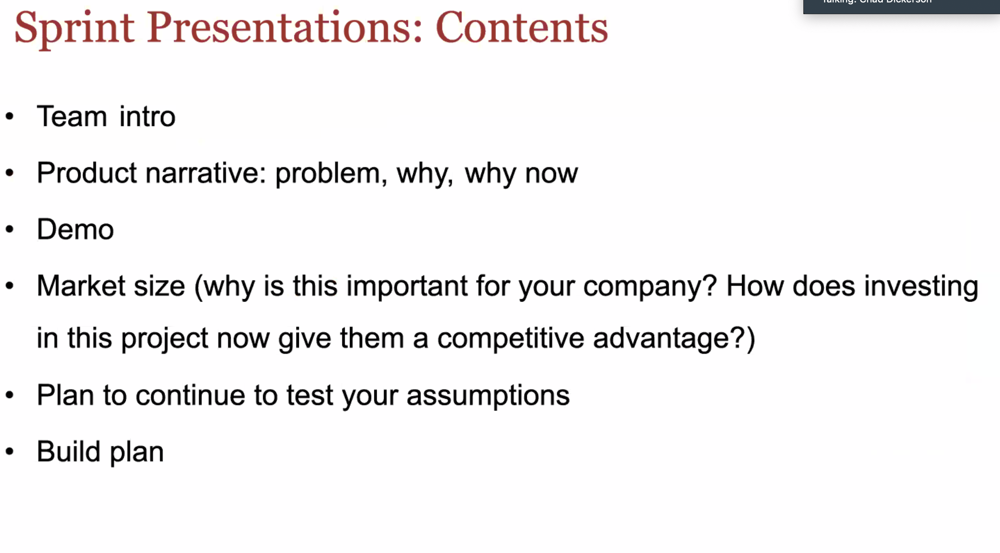 Talking: Chad Dickerson
Sprint Presentations: Contents
• Team intro
• Product narrative: problem, why, why now
• Demo
• Market size (why is this important for your company? How does investing
in this project now give them a competitive advantage?)
• Plan to continue to test your assumptions
• Build plan